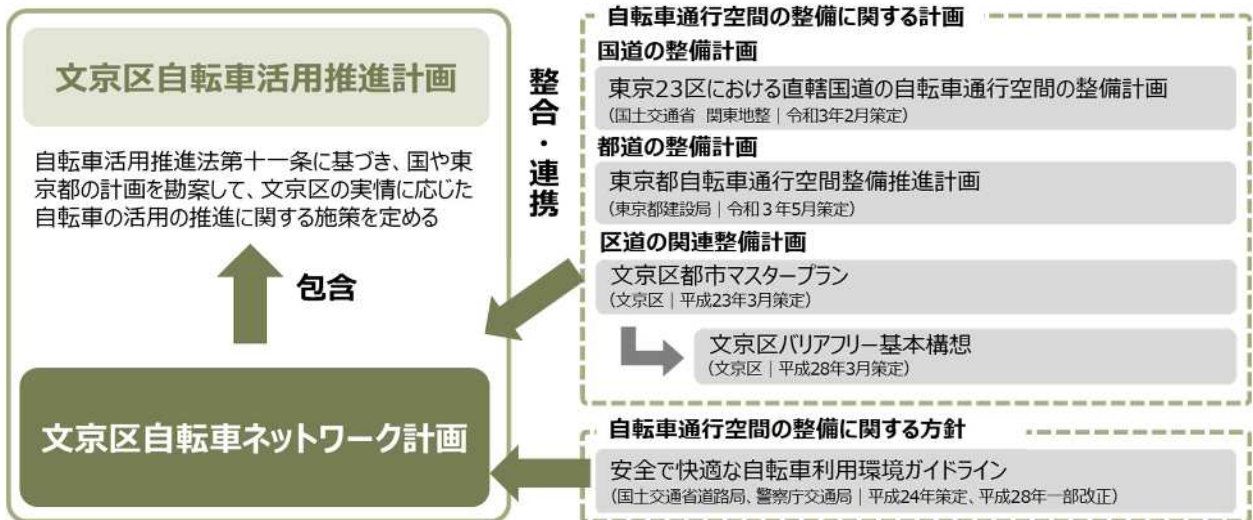 文京区自転車活用推進計画
自転車活用推進法第十一条に基づき、国や東
京都の計画を勘案して、文京区の実情に応じた
自転車の活用の推進に関する施策を定める
包含
文京区自転車ネットワーク計画
整合・連携
自転車通行空間の整備に関する計画
国道の整備計画
東京23区における直轄国道の自転車通行空間の整備計画
(国土交通省 関東地整｜令和3年2月策定)
都道の整備計画
東京都自転車通行空間整備推進計画
(東京都建設局｜令和３年5月策定)
区道の関連整備計画
文京区都市マスタープラン
(文京区｜平成23年3月策定)
文京区バリアフリー基本構想
(文京区｜平成28年3月策定)
自転車通行空間の整備に関する方針
安全で快適な自転車利用環境ガイドライン
(国土交通省道路局、警察庁交通局｜平成24年策定、平成28年一部改正)